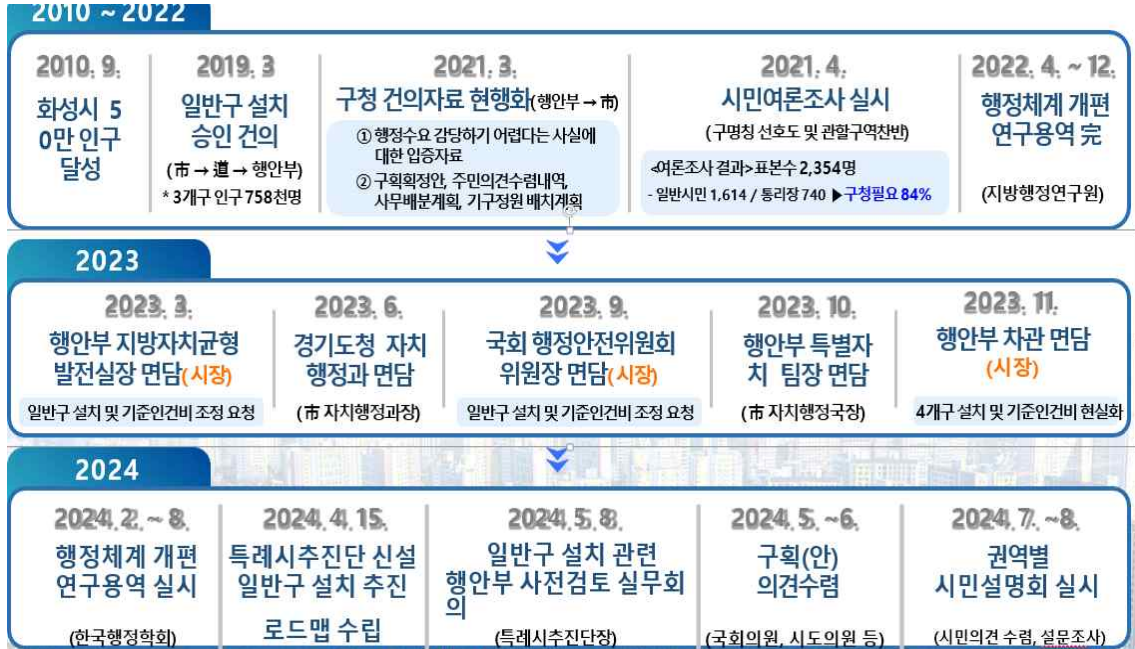 2010 ~ 2022
2010. 9.
화성시 5
0만 인구
달성
2019. 3
일반구 설치
승인 건의
(市 → 道 → 행안부)
* 3개구 인구 758천명
2021. 3.
구청 건의자료 현행화(행안부 → 市)
① 행정수요 감당하기 어렵다는 사실에
대한 입증자료
② 구획획정안, 주민의견수렴내역,
사무배분계획, 기구정원 배치계획
2021. 4.
시민여론조사 실시
(구명칭 선호도 및 관할구역찬반)
<여론조사 결과> 표본수 2,354명
- 일반시민 1,614 / 통리장 740 ▶구청필요 84%
2022. 4. ~ 12.
행정체계 개편
연구용역 完
(지방행정연구원)
2023
2023. 3.
행안부 지방자치균형
발전실장 면담(시장)
일반구 설치 및 기준인건비 조정 요청
2023. 6.
경기도청 자치
행정과 면담
(市 자치행정과장)
2023. 9.
국회 행정안전위원회
위원장 면담(시장)
일반구 설치 및 기준인건비 조정 요청
2023. 10.
행안부 특별자
치 팀장 면담
(市 자치행정국장)
2023. 11.
행안부 차관 면담
(시장)
4개구 설치 및 기준인건비 현실화
2024
2024. 2. ~ 8.
행정체계 개편
연구용역 실시
(한국행정학회)
2024. 4. 15.
특례시추진단 신설
일반구 설치 추진
로드맵 수립
2024. 5. 8.
일반구 설치 관련
행안부 사전검토 실무회
의
(특례시추진단장)
2024. 5. ~6.
구획(안)
의견수렴
(국회의원, 시도의원 등)
2024. 7. ~8.
권역별
시민설명회 실시
(시민의견 수렴, 설문조사)